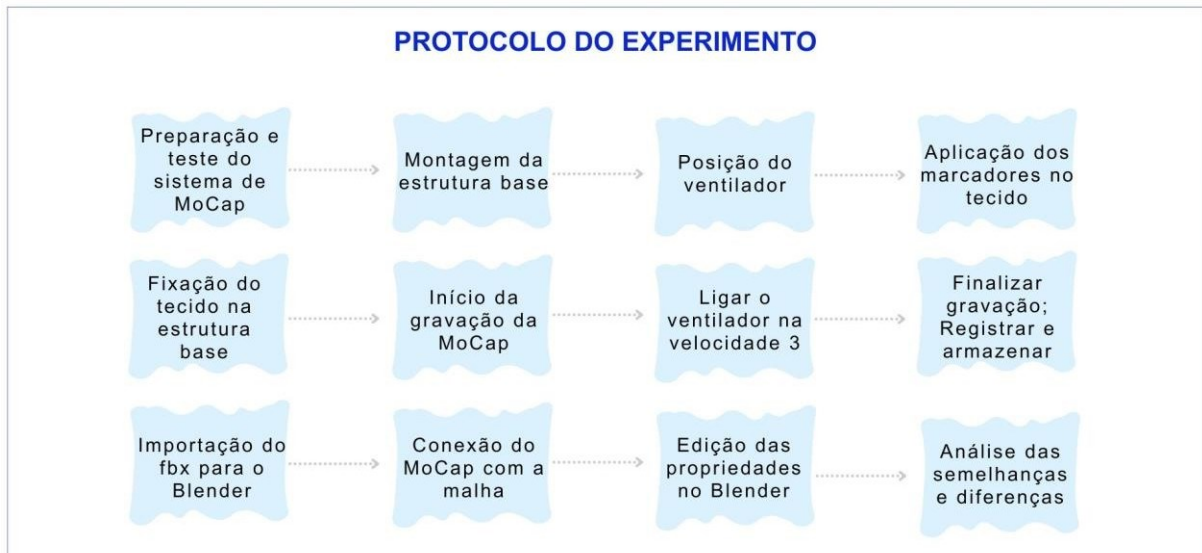 PROTOCOLO DO EXPERIMENTO
Preparação e
teste do
sistema de
MoCap
Montagem da
estrutura base
Posição do
ventilador
Aplicação dos
marcadores no
tecido
Fixação do
tecido na
estrutura
base
Início da
gravação da
MoCap
Ligar o
ventilador na
velocidade 3
Finalizar
gravação;
Registrar e
armazenar
Importação do
fbx para o
Blender
Conexão do
MoCap com a
malha
Edição das
propriedades
no Blender
Análise das
semelhanças
e diferenças